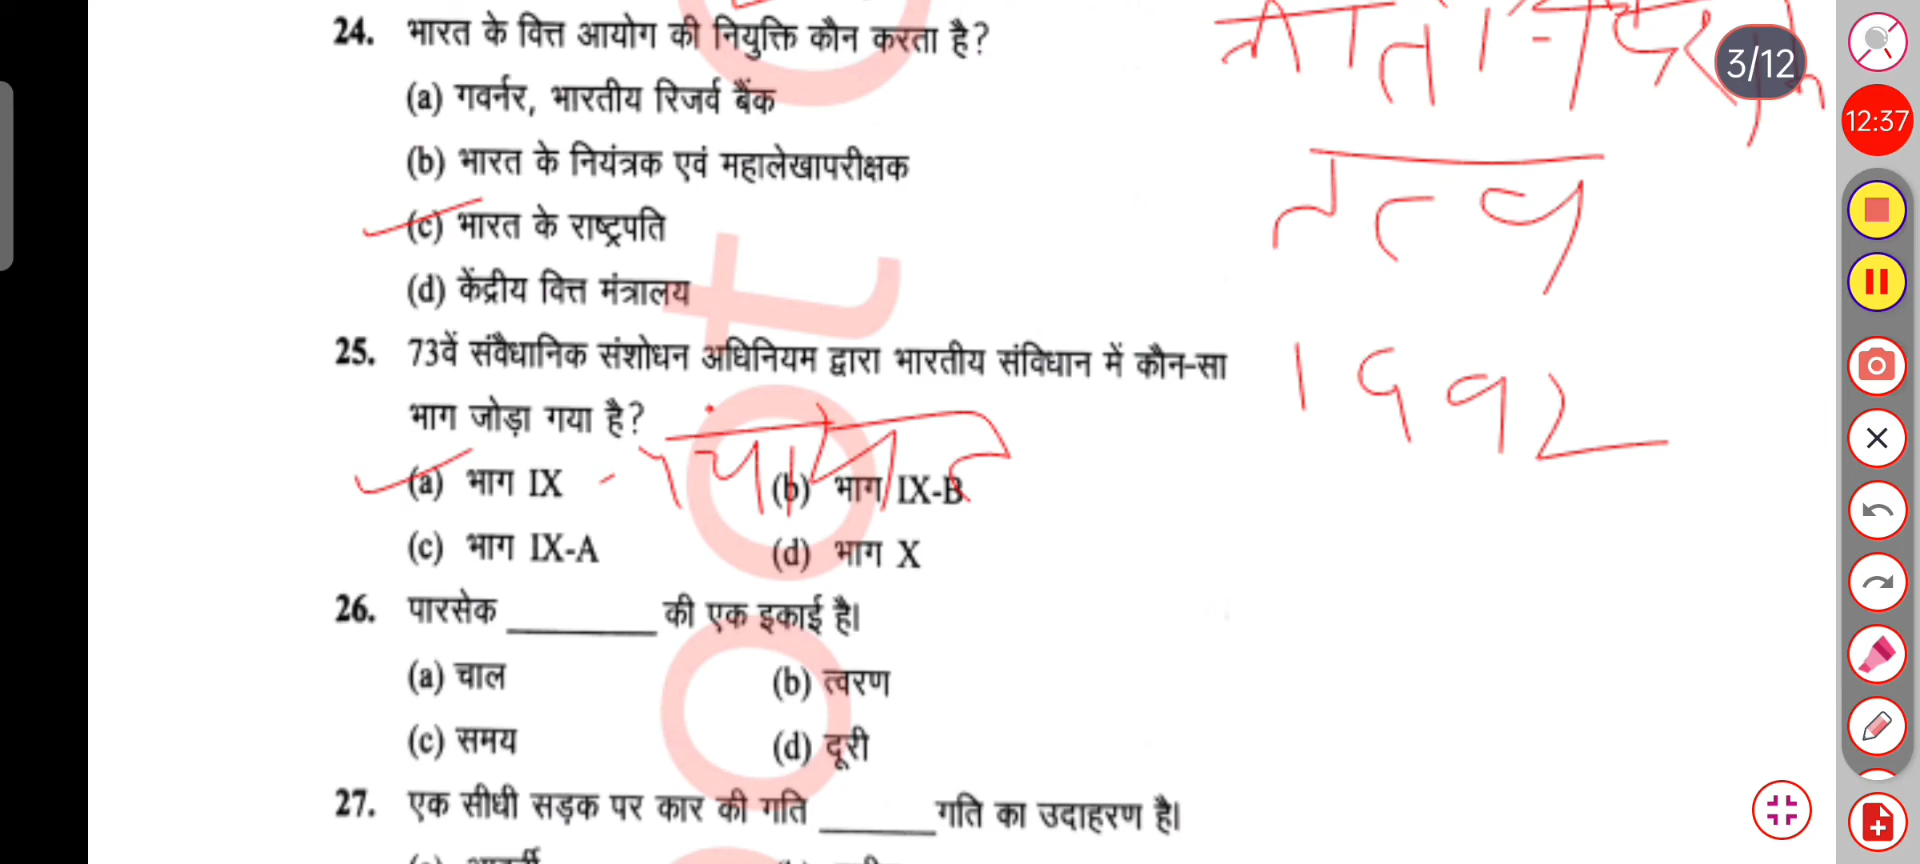 24. भारत के वित्त आयोग की नियुक्ति कौन करता है?
3/12
(a) गवर्नर, भारतीय रिजर्व बैंक
12:37
(b) भारत के नियंत्रक एवं महालेखापरीक्षक
तत्व
(c) भारत के राष्ट्रपति
(d) केंद्रीय वित्त मंत्रालय
25. 73वें संवैधानिक संशोधन अधिनियम द्वारा भारतीय संविधान में कौन-सा
1992
भाग जोड़ा गया है?
(a) भाग IX (b) भाग IX-B
(c) भाग IX-A (d) भाग X
26. पारसेक ________ की एक इकाई है।
(a) चाल (b) त्वरण
(c) समय (d) दूरी
27. एक सीधी सड़क पर कार की गति ______ गति का उदाहरण है।